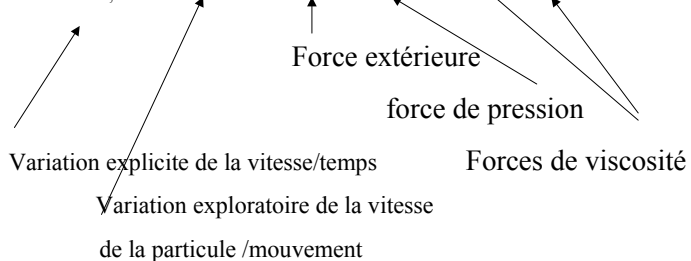 Force extérieure
force de pression
Variation explicite de la vitesse/temps
Forces de viscosité
Variation exploratoire de la vitesse
de la particule /mouvement